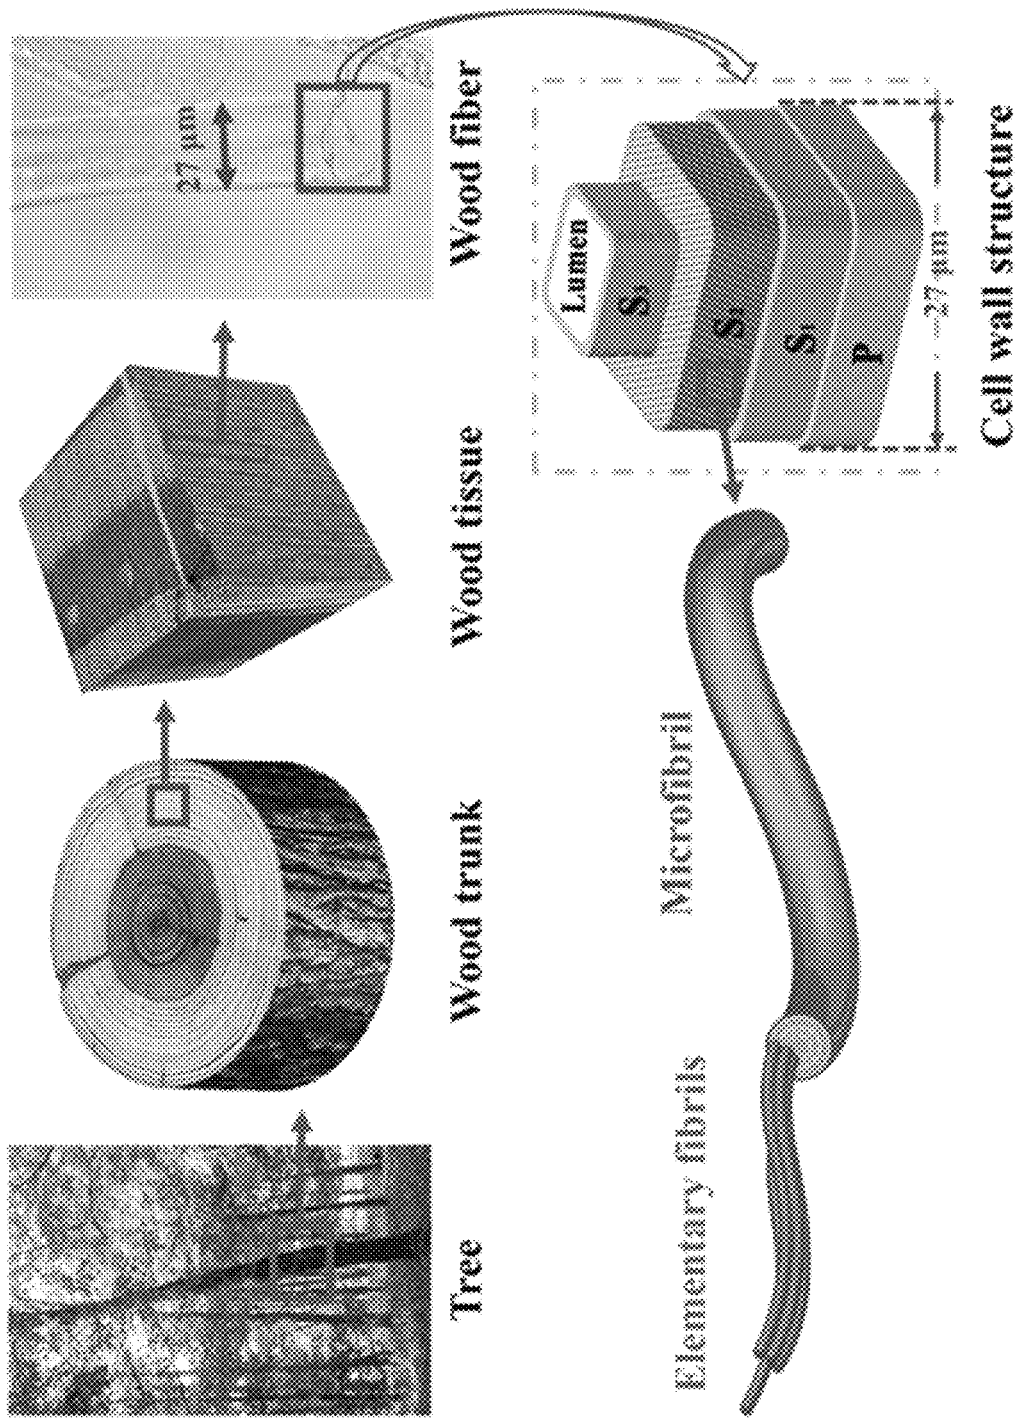 Tree
Wood trunk
Wood tissue
27 μm
Wood fiber
Elementary fibrils
Microfibril
Lumen
S₃
S₂
S₁
P
27 μm
Cell wall structure